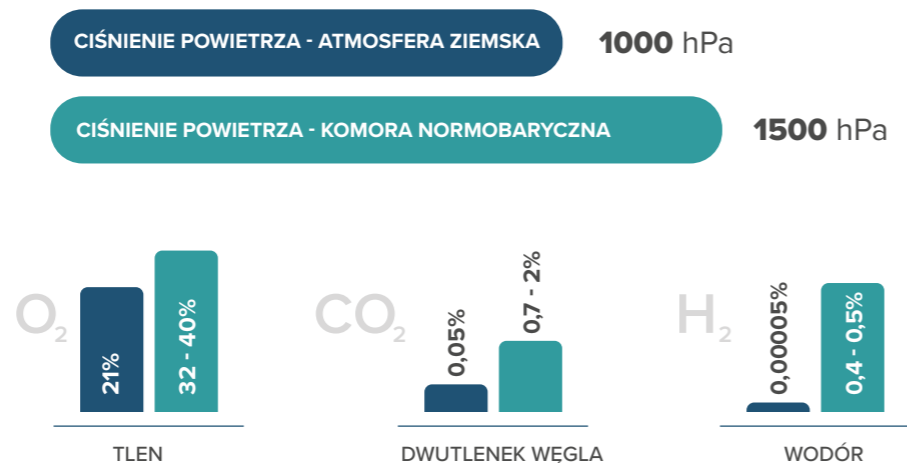 CIŚNIENIE POWIETRZA - ATMOSFERA ZIEMSKA 1000 hPa
CIŚNIENIE POWIETRZA - KOMORA NORMOBARYCZNA 1500 hPa
O2
21%
32 - 40%
TLEN
CO2
0,05%
0,7 - 2%
DWUTLENEK WĘGLA
H2
0,00005%
0,4 - 0,5%
WODÓR